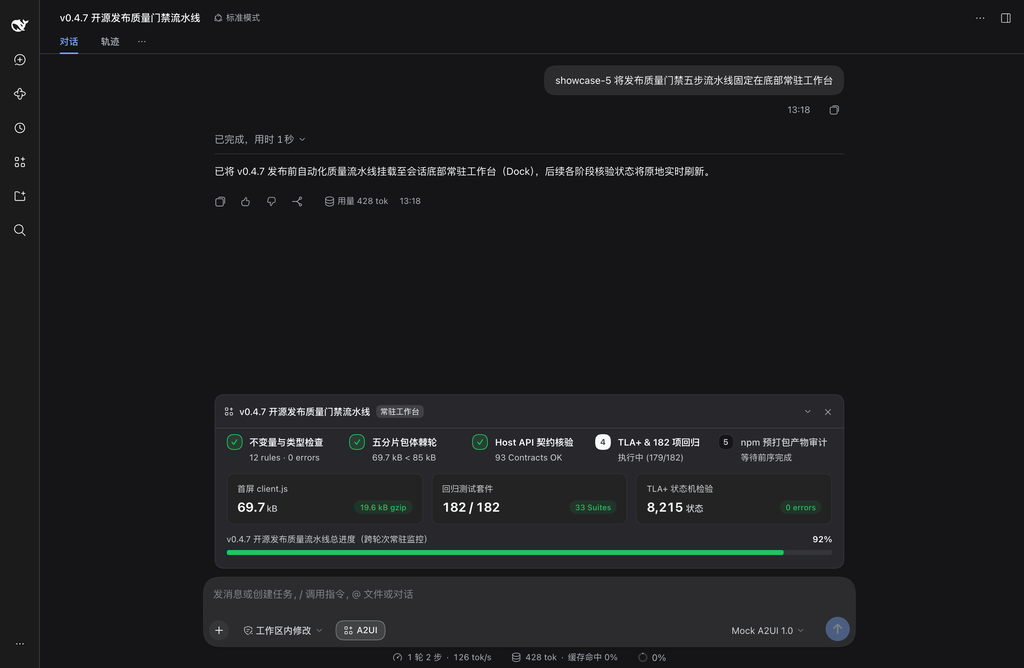 v0.4.7 开源发布质量门禁流水线 标准模式
对话 轨迹 ...
showcase-5 将发布质量门禁五步流水线固定在底部常驻工作台
13:18
已完成，用时 1 秒
已将 v0.4.7 发布前自动化质量流水线挂载至会话底部常驻工作台（Dock），后续各阶段核验状态将原地实时刷新。
用量 428 tok 13:18
v0.4.7 开源发布质量门禁流水线 常驻工作台
不变量与类型检查 五分片包体棘轮 Host API 契约核验 4 TLA+ & 182 项回归 5 npm 预打包产物审计
12 rules · 0 errors 69.7 kB < 85 kB 93 Contracts OK 执行中 (179/182) 等待前序完成
首屏 client.js 回归测试套件 TLA+ 状态机检验
69.7 kB 19.6 kB gzip 182 / 182 33 Suites 8,215 状态 0 errors
v0.4.7 开源发布质量流水线总进度（跨轮次常驻监控） 92%
发消息或创建任务, / 调用指令, @ 文件或对话
工作区内修改 A2UI Mock A2UI 1.0
1 轮 2 步 · 126 tok/s 428 tok · 缓存命中 0% 0%